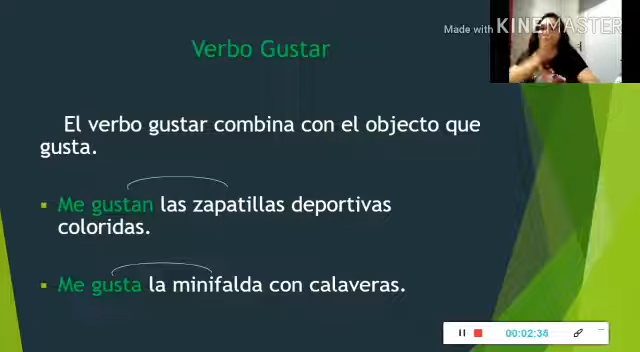 Made with KINEMASTER
Verbo Gustar
El verbo gustar combina con el objecto que
gusta.
Me gustan las zapatillas deportivas
coloridas.
Me gusta la minifalda con calaveras.
00:02:35